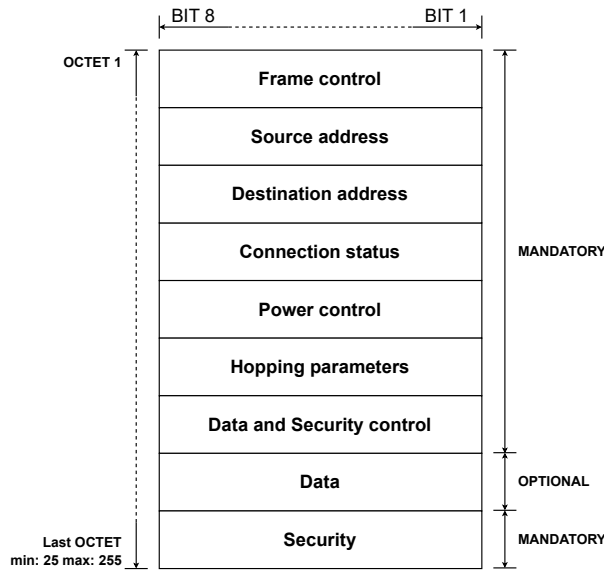 BIT 8
BIT 1
OCTET 1
Frame control
Source address
Destination address
Connection status
MANDATORY
Power control
Hopping parameters
Data and Security control
Data
OPTIONAL
Security
MANDATORY
Last OCTET
min: 25 max: 255